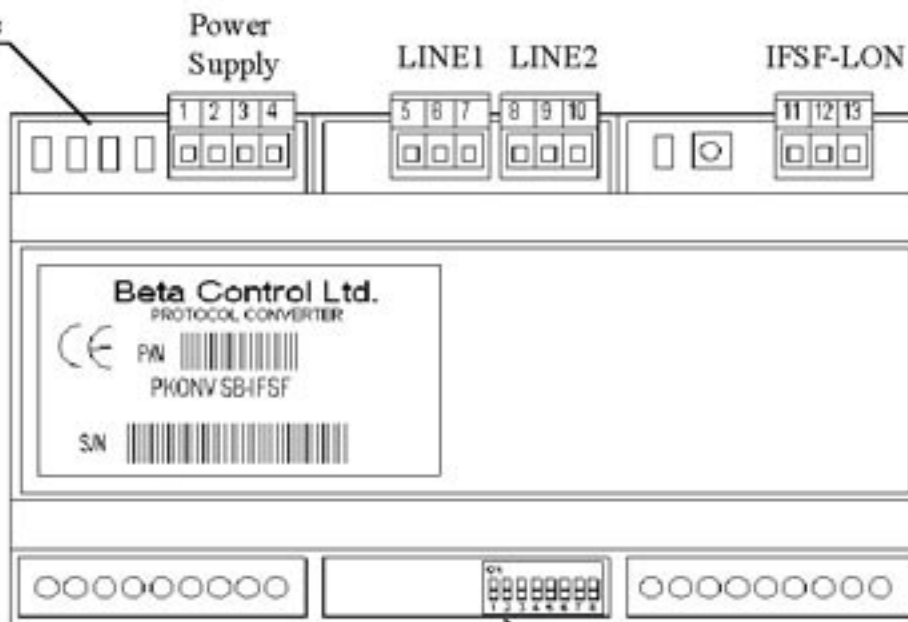 Power
Supply
LINE1 LINE2
IFSF-LON
1 2 3 4
5 6 7
8 9 10
11 12 13
Beta Control Ltd.
PROTOCOL CONVERTER
CE
P/N
PKONV SB-IFSF
S/N
1 2 3 4 5 6 7 8